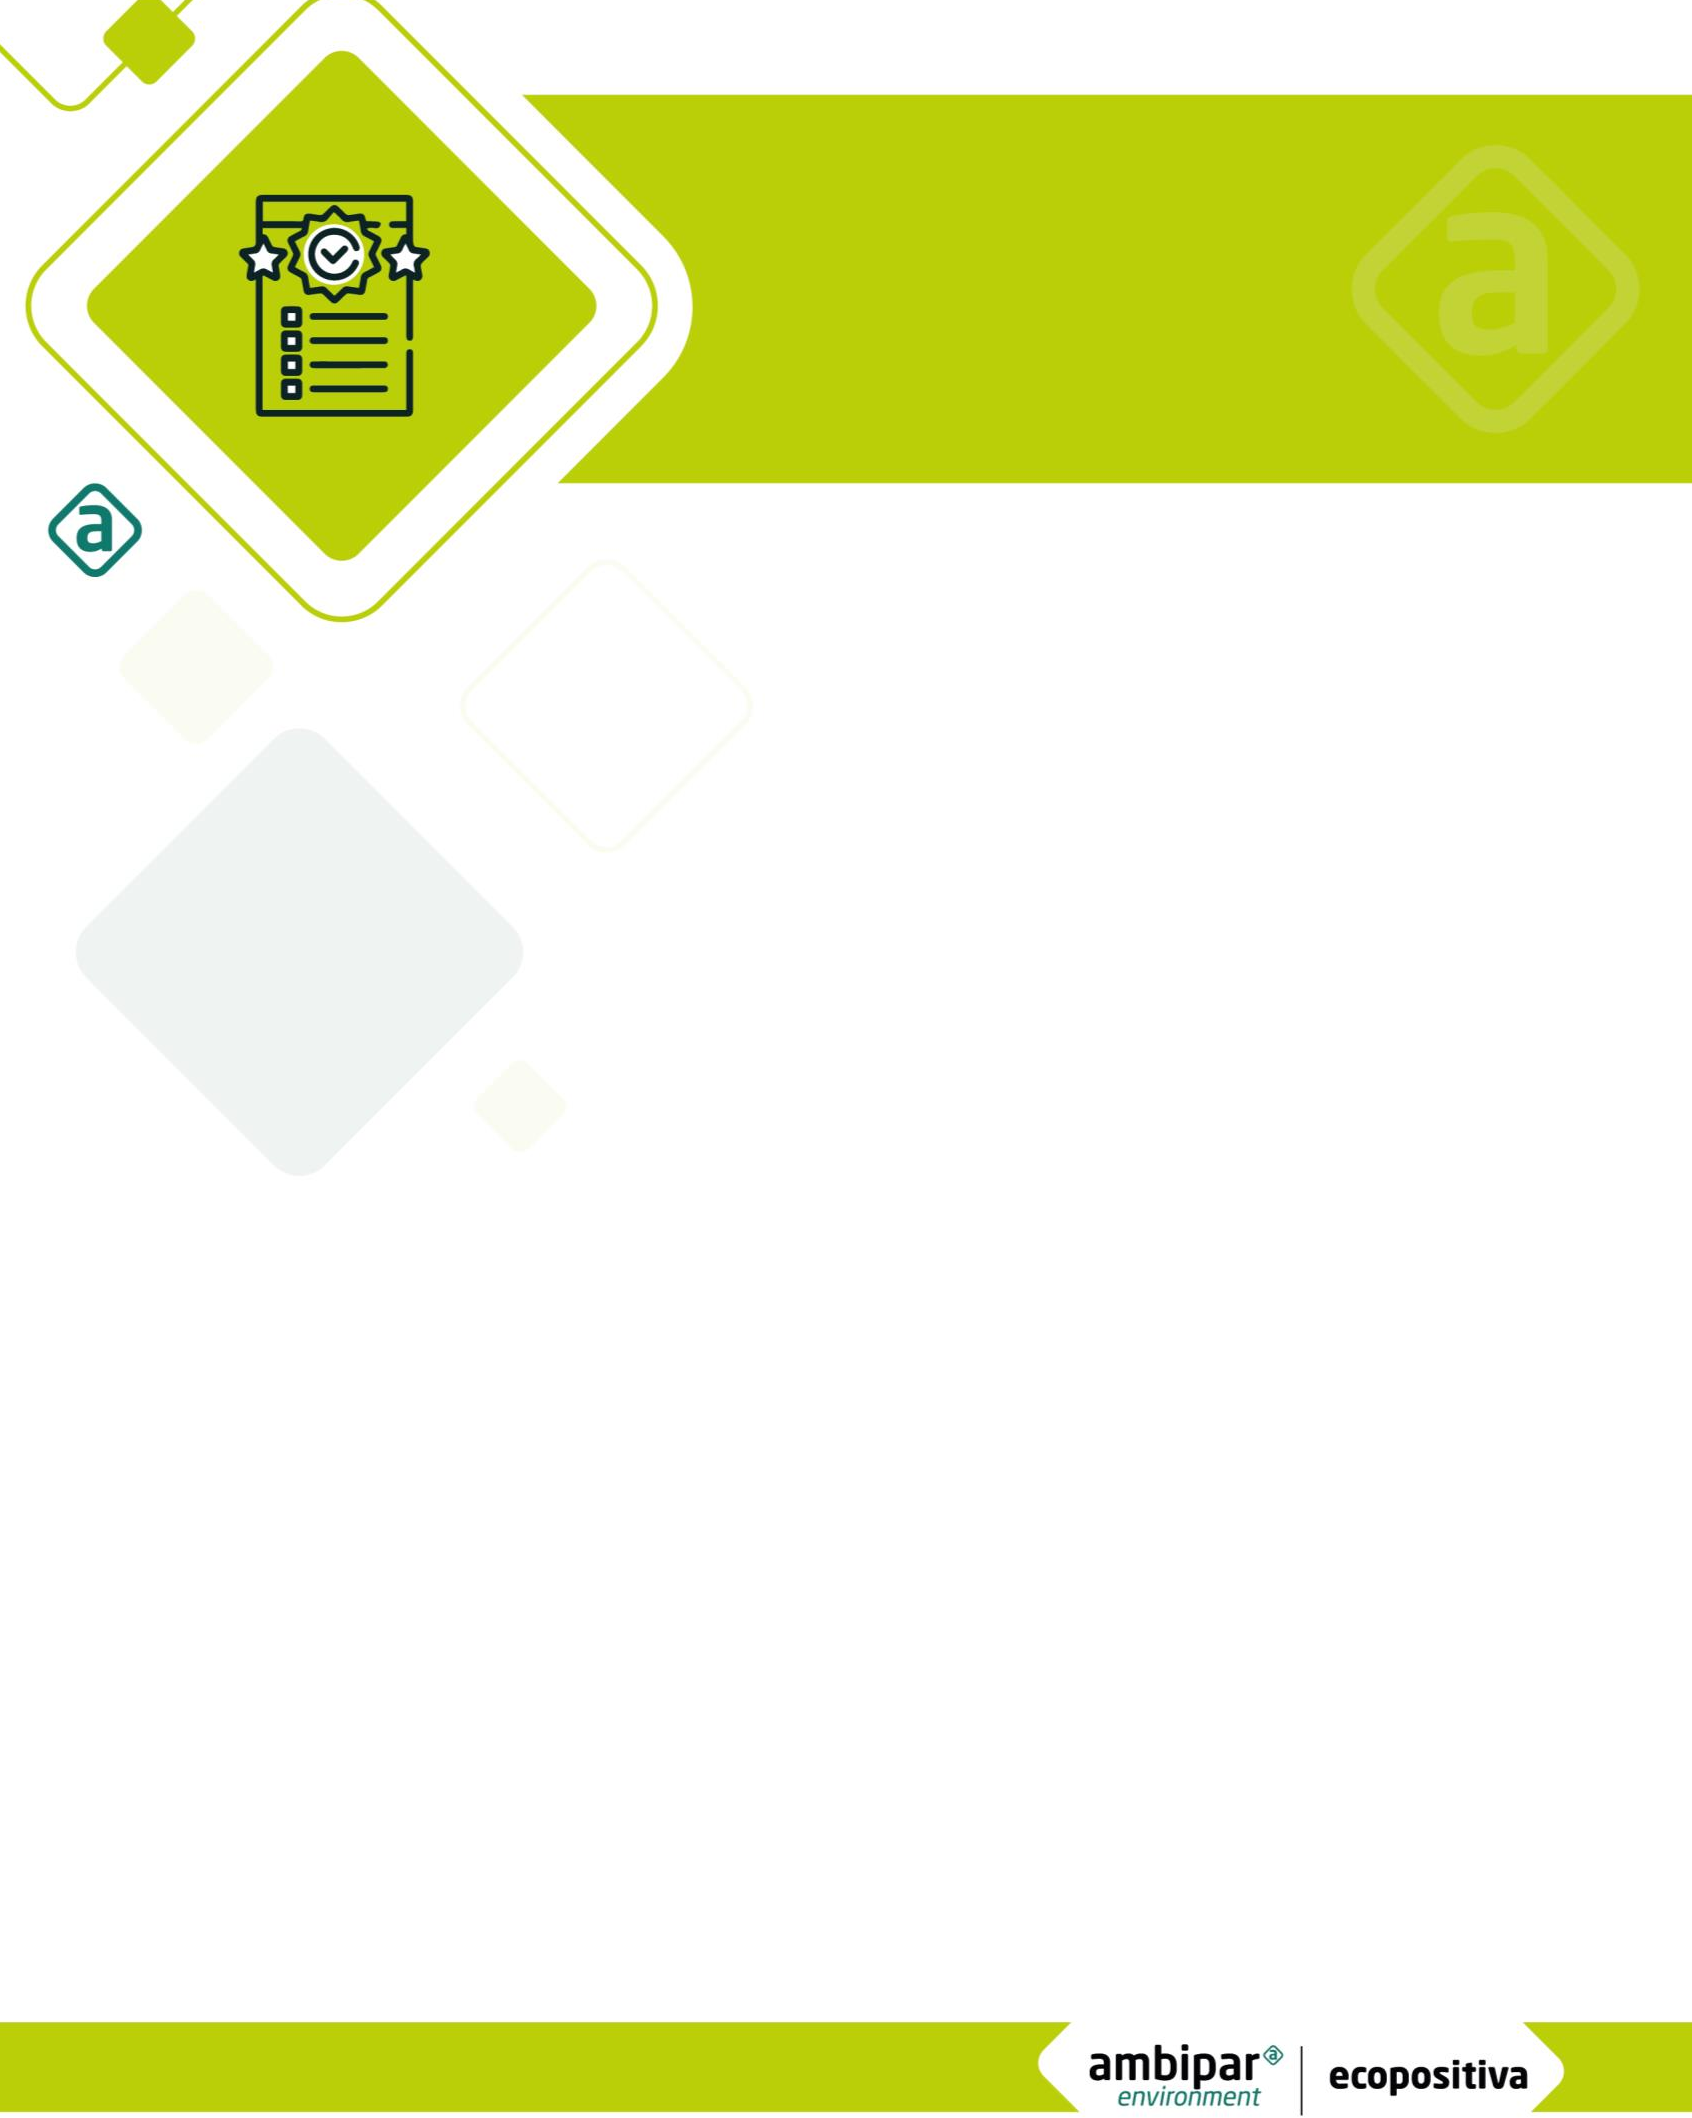 a
a
ambipar a
environment
ecopositiva